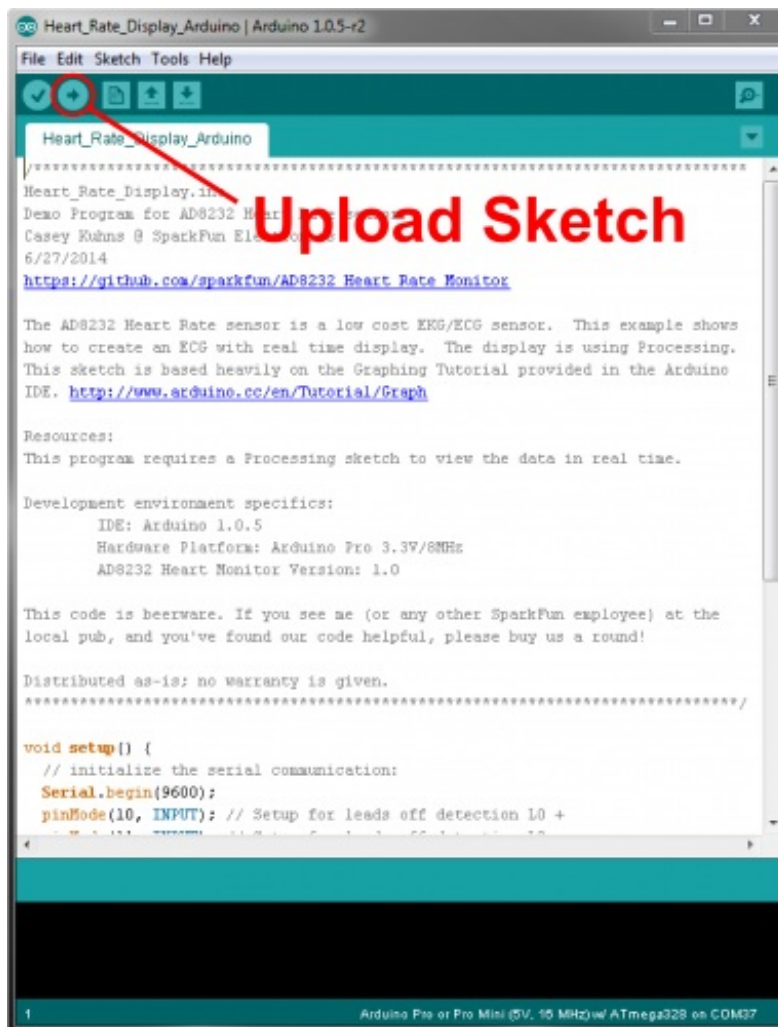 Heart_Rate_Display_Arduino | Arduino 1.0.5-r2
File Edit Sketch Tools Help
Heart_Rate_Display_Arduino
/******************************************************************************
Heart_Rate_Display.in
Demo Program for AD8232 Heart
Upload Sketch
Casey Kuhns @ SparkFun
6/27/2014
https://github.com/sparkfun/AD8232_Heart_Rate_Monitor
The AD8232 Heart Rate sensor is a low cost EKG/ECG sensor. This example shows
how to create an ECG with real time display. The display is using Processing.
This sketch is based heavily on the Graphing Tutorial provided in the Arduino
IDE. http://www.arduino.cc/en/Tutorial/Graph
Resources:
This program requires a Processing sketch to view the data in real time.
Development environment specifics:
IDE: Arduino 1.0.5
Hardware Platform: Arduino Pro 3.3V/8MHz
AD8232 Heart Monitor Version: 1.0
This code is beerware. If you see me (or any other SparkFun employee) at the
local pub, and you've found our code helpful, please buy us a round!
Distributed as-is; no warranty is given.
******************************************************************************/
void setup() {
// initialize the serial communication:
Serial.begin(9600);
pinMode(10, INPUT); // Setup for leads off detection LO +
1
Arduino Pro or Pro Mini (5V, 16 MHz) w/ ATmega328 on COM37